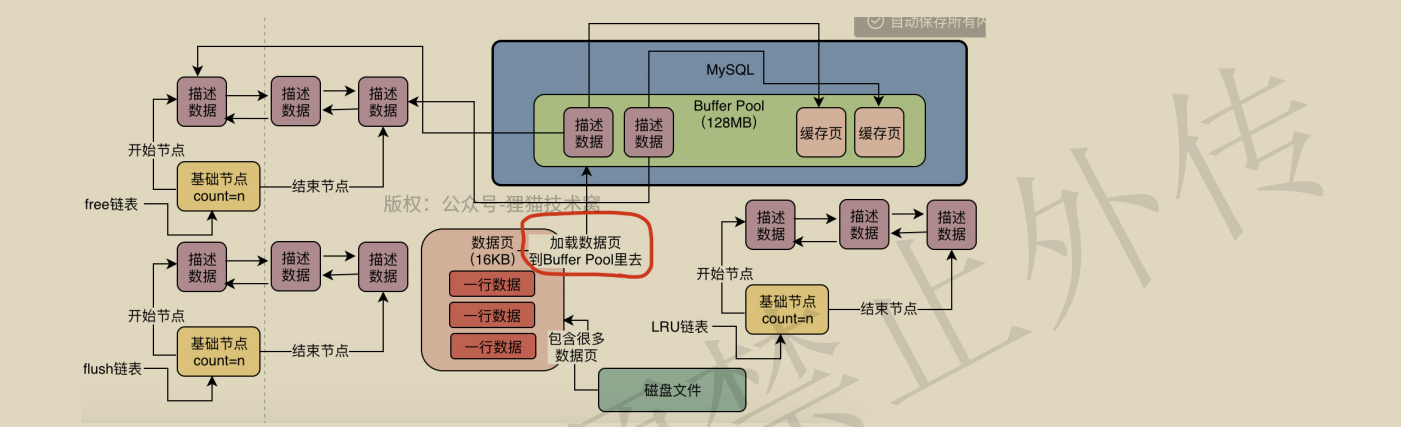 自动保存所有内
MySQL
Buffer Pool
（128MB）
描述
数据
描述
数据
缓存页
缓存页
描述
数据
描述
数据
描述
数据
开始节点
基础节点
count=n
结束节点
free链表
版权：公众号-狸猫技术窝
描述
数据
描述
数据
描述
数据
开始节点
基础节点
count=n
结束节点
flush链表
数据页
（16KB）
加载数据页
到Buffer Pool里去
一行数据
一行数据
一行数据
包含很多
数据页
磁盘文件
描述
数据
描述
数据
描述
数据
开始节点
基础节点
count=n
结束节点
LRU链表
禁止外传